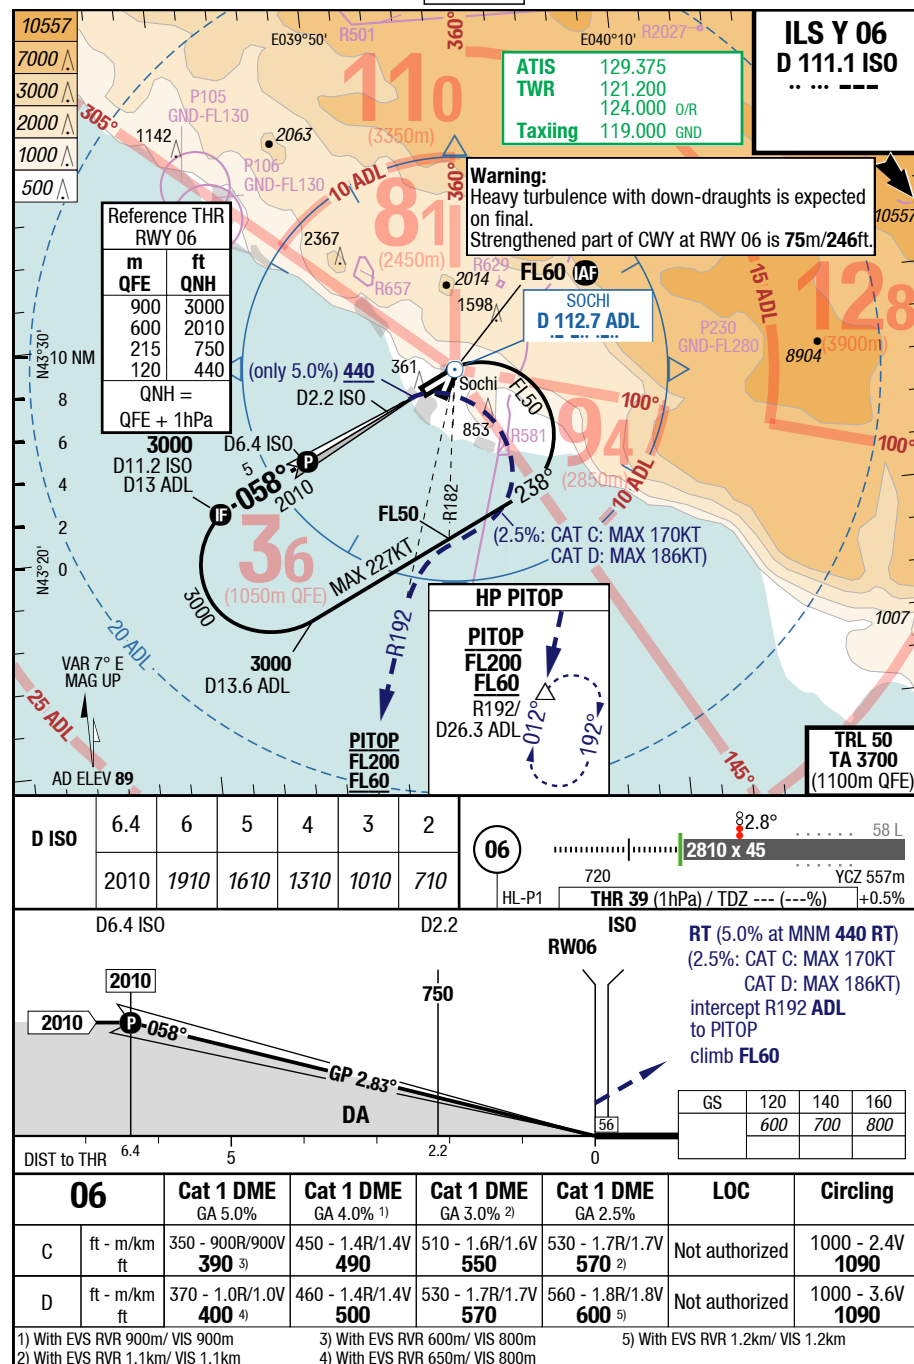 10557
7000
3000
2000
1000
500
E039°50'
R501
360°
E040°10'
R2027
ILS Y 06
D 111.1 ISO
ATIS 129.375
TWR 121.200
124.000 O/R
Taxiing 119.000 GND
110
(3350m)
305°
P105
GND-FL130
1142
2063
P106
GND-FL130
10 ADL
360°
Warning:
Heavy turbulence with down-draughts is expected
on final.
Strengthened part of CWY at RWY 06 is 75m/246ft.
10557
81
(2450m)
Reference THR
RWY 06
m ft
QFE QNH
900 3000
600 2010
215 750
120 440
QNH =
QFE + 1hPa
2367
R657
2014
R629
1598
FL60 IAF
SOCHI
D 112.7 ADL
15 ADL
128
(3900m)
P230
GND-FL280
8904
N43°30'
10 NM
8
6
4
2
0
N43°20'
(only 5.0%) 440
D2.2 ISO
361
Sochi
FL50
853
R581
100°
94
(2850m)
100°
10 ADL
3000
D11.2 ISO
D13 ADL
D6.4 ISO
P
5
058°
2010
IF
36
(1050m QFE)
FL50
R182
238°
(2.5%: CAT C: MAX 170KT
CAT D: MAX 186KT)
MAX 227KT
3000
R192
HP PITOP
PITOP
FL200
FL60
R192/
D26.3 ADL
012°
192°
1007
20 ADL
3000
D13.6 ADL
VAR 7° E
MAG UP
25 ADL
AD ELEV 89
PITOP
FL200
FL60
145°
TRL 50
TA 3700
(1100m QFE)
D ISO 6.4 6 5 4 3 2
2010 1910 1610 1310 1010 710
06
HL-P1
2.8°
58 L
2810 x 45
720
YCZ 557m
THR 39 (1hPa) / TDZ --- (---%)
+0.5%
D6.4 ISO D2.2 ISO
RW06
2010
2010
P
058°
750
GP 2.83°
DA
56
RT (5.0% at MNM 440 RT)
(2.5%: CAT C: MAX 170KT
CAT D: MAX 186KT)
intercept R192 ADL
to PITOP
climb FL60
GS 120 140 160
600 700 800
DIST to THR 6.4 5 2.2 0
06 Cat 1 DME Cat 1 DME Cat 1 DME Cat 1 DME LOC Circling
GA 5.0% GA 4.0% 1) GA 3.0% 2) GA 2.5%
C ft - m/km 350 - 900R/900V 450 - 1.4R/1.4V 510 - 1.6R/1.6V 530 - 1.7R/1.7V Not authorized 1000 - 2.4V
ft 390 3) 490 550 570 2) 1090
D ft - m/km 370 - 1.0R/1.0V 460 - 1.4R/1.4V 530 - 1.7R/1.7V 560 - 1.8R/1.8V Not authorized 1000 - 3.6V
ft 400 4) 500 570 600 5) 1090
1) With EVS RVR 900m/ VIS 900m 3) With EVS RVR 600m/ VIS 800m 5) With EVS RVR 1.2km/ VIS 1.2km
2) With EVS RVR 1.1km/ VIS 1.1km 4) With EVS RVR 650m/ VIS 800m